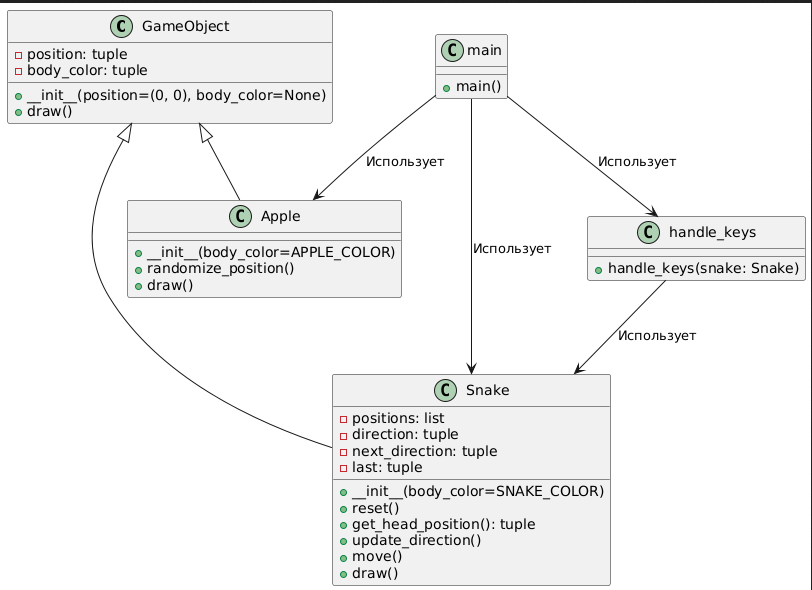 C GameObject
position: tuple
body_color: tuple
__init__(position=(0, 0), body_color=None)
draw()
C main
main()
Использует
Использует
Использует
C Apple
__init__(body_color=APPLE_COLOR)
randomize_position()
draw()
C handle_keys
handle_keys(snake: Snake)
Использует
C Snake
positions: list
direction: tuple
next_direction: tuple
last: tuple
__init__(body_color=SNAKE_COLOR)
reset()
get_head_position(): tuple
update_direction()
move()
draw()